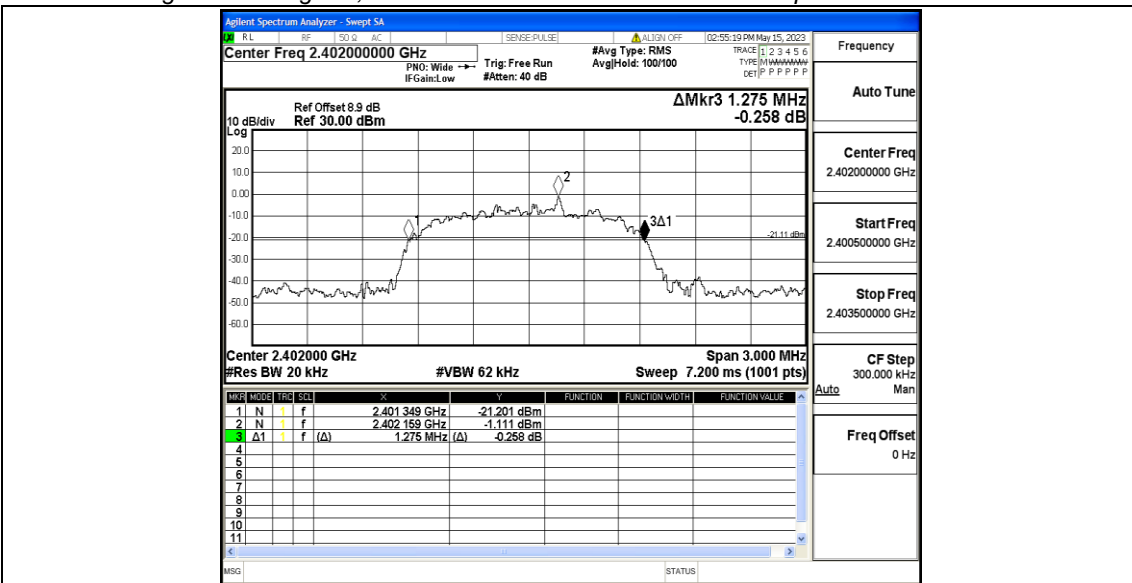 Agilent Spectrum Analyzer - Swept SA
RL RF 50 Ω AC SENSE:PULSE ALIGN OFF 02:55:19 PM May 15, 2023
Center Freq 2.402000000 GHz
PNO: Wide
IFGain:Low
Trig: Free Run
#Atten: 40 dB
#Avg Type: RMS
Avg|Hold: 100/100
TRACE 1 2 3 4 5 6
TYPE M WWWWW
DET P P P P P P
ΔMkr3 1.275 MHz
-0.258 dB
Ref Offset 8.9 dB
10 dB/div Ref 30.00 dBm
Log
20.0
10.0
0.00
-10.0
-20.0
-30.0
-40.0
-50.0
-60.0
1
2
3Δ1
-21.11 dBm
Center 2.402000 GHz Span 3.000 MHz
#Res BW 20 kHz #VBW 62 kHz Sweep 7.200 ms (1001 pts)
MKR MODE TRC SCL X Y FUNCTION FUNCTION WIDTH FUNCTION VALUE
1 N 1 f 2.401 349 GHz -21.201 dBm
2 N 1 f 2.402 159 GHz -1.111 dBm
3 Δ1 1 f (Δ) 1.275 MHz (Δ) -0.258 dB
4
5
6
7
8
9
10
11
MSG STATUS
Frequency
Auto Tune
Center Freq
2.402000000 GHz
Start Freq
2.400500000 GHz
Stop Freq
2.403500000 GHz
CF Step
300.000 kHz
Auto Man
Freq Offset
0 Hz